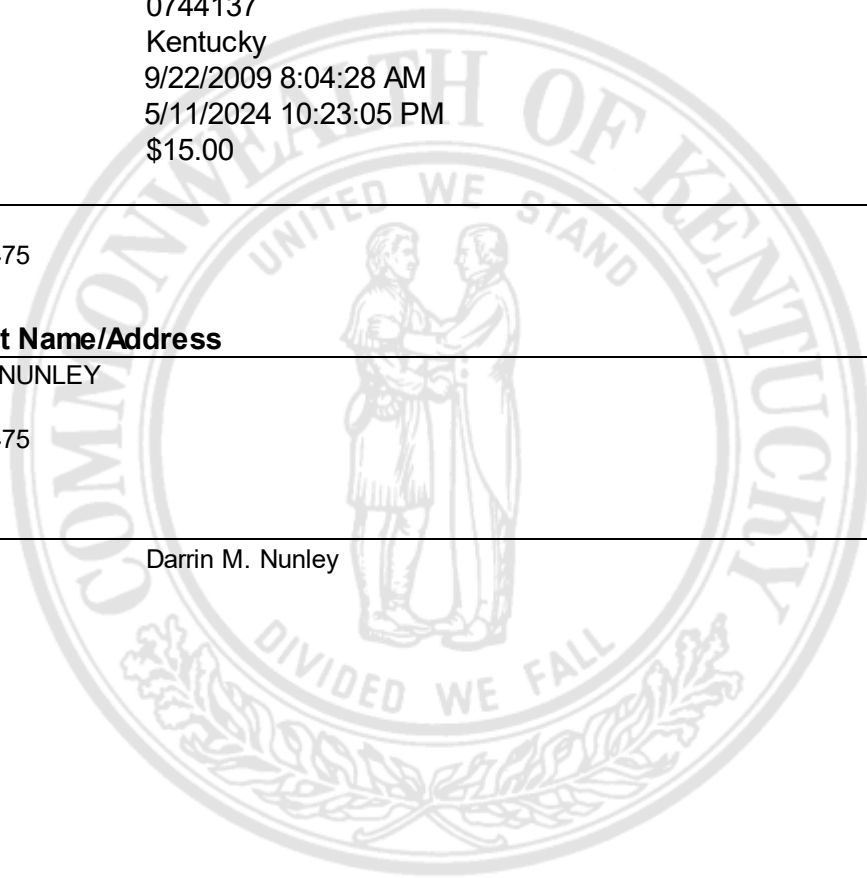 0744137
Kentucky
9/22/2009 8:04:28 AM
5/11/2024 10:23:05 PM
$15.00
75
t Name/Address
NUNLEY
75
Darrin M. Nunley
COMMONWEALTH OF KENTUCKY
UNITED WE STAND
DIVIDED WE FALL